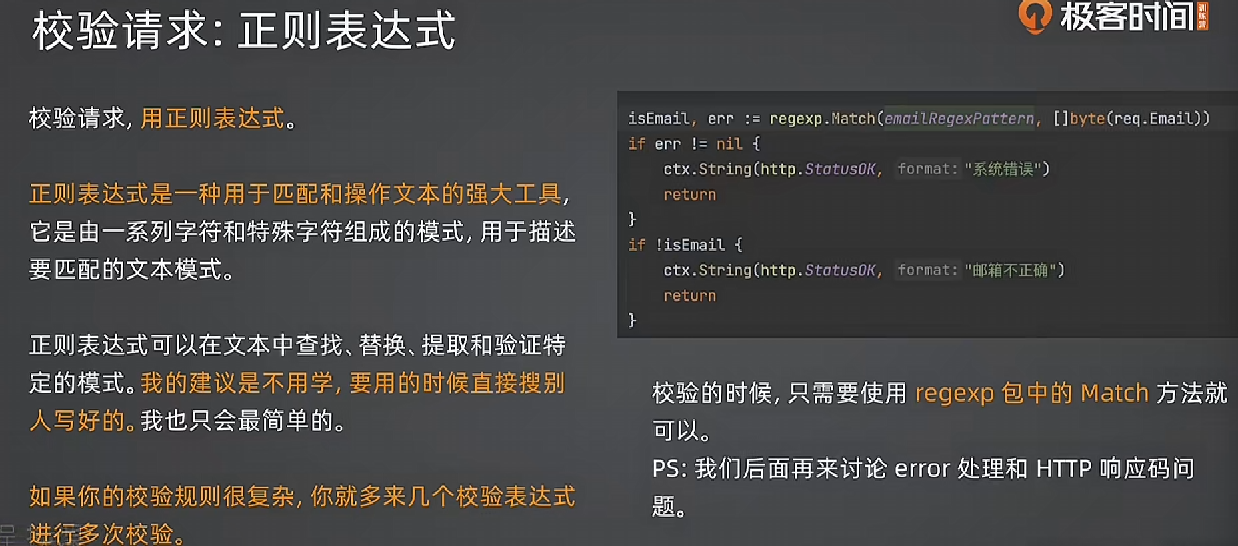 校验请求: 正则表达式
极客时间
校验请求, 用正则表达式。
正则表达式是一种用于匹配和操作文本的强大工具,
它是由一系列字符和特殊字符组成的模式, 用于描述
要匹配的文本模式。
正则表达式可以在文本中查找、替换、提取和验证特
定的模式。我的建议是不用学, 要用的时候直接搜别
人写好的。我也只会最简单的。
如果你的校验规则很复杂, 你就多来几个校验表达式
进行多次校验。
isEmail, err := regexp.Match(emailRegexPattern, []byte(req.Email))
if err != nil {
ctx.String(http.StatusOK, format: "系统错误")
return
}
if !isEmail {
ctx.String(http.StatusOK, format: "邮箱不正确")
return
}
校验的时候, 只需要使用 regexp 包中的 Match 方法就
可以。
PS: 我们后面再来讨论 error 处理和 HTTP 响应码问
题。